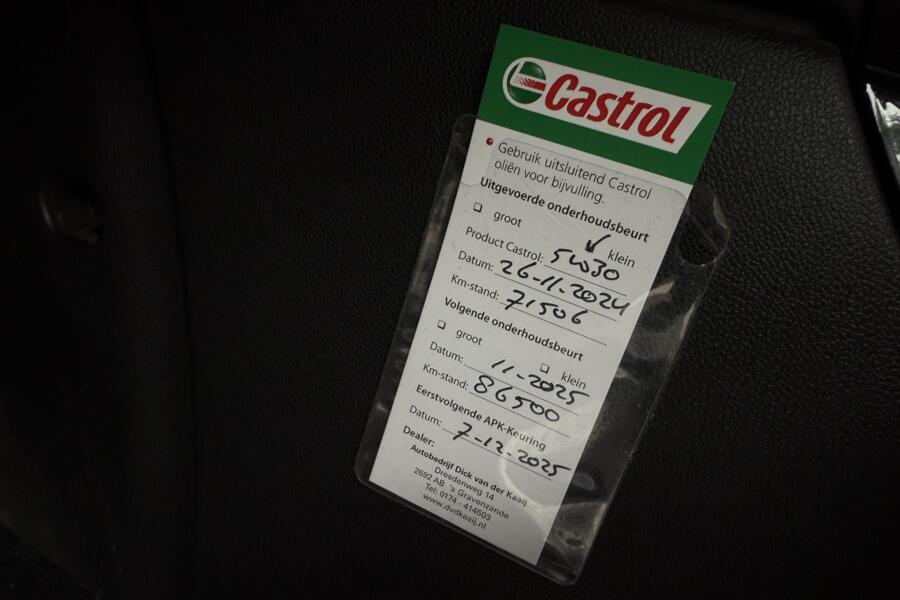 Castrol
Gebruik uitsluitend Castrol
oliën voor bijvulling.
Uitgevoerde onderhoudsbeurt
groot klein
Product Castrol: 5W30
Datum: 26-11-2024
Km-stand: 71506
Volgende onderhoudsbeurt
groot klein
Datum: 11-2025
Km-stand: 86500
Eerstvolgende APK-Keuring
Datum: 7-12-2025
Dealer:
Autobedrijf Dick van der Kaaij
Dresdenweg 14
2692 AB 's Gravenzande
Tel: 0174 - 414503
www.dvdkaaij.nl